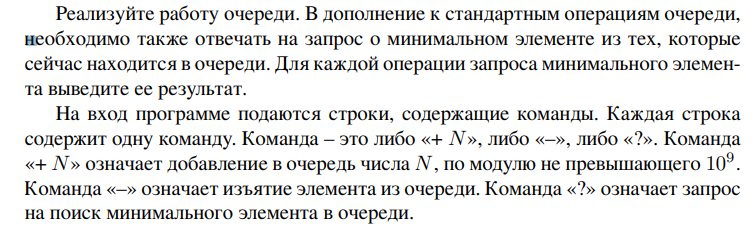 Реализуйте работу очереди. В дополнение к стандартным операциям очереди,
необходимо также отвечать на запрос о минимальном элементе из тех, которые
сейчас находится в очереди. Для каждой операции запроса минимального элемен-
та выведите ее результат.
На вход программе подаются строки, содержащие команды. Каждая строка
содержит одну команду. Команда – это либо «+ N», либо «–», либо «?». Команда
«+ N» означает добавление в очередь числа N, по модулю не превышающего 10⁹.
Команда «–» означает изъятие элемента из очереди. Команда «?» означает запрос
на поиск минимального элемента в очереди.